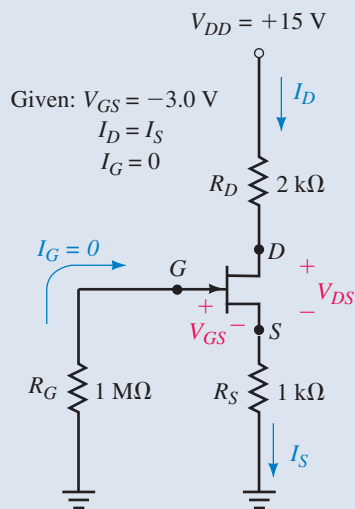 V_DD = +15 V
Given: V_GS = −3.0 V
I_D
I_D = I_S
I_G = 0
R_D 2 kΩ
I_G = 0
D
G
+
+
V_DS
V_GS −
−
S
R_G 1 MΩ
R_S 1 kΩ
I_S